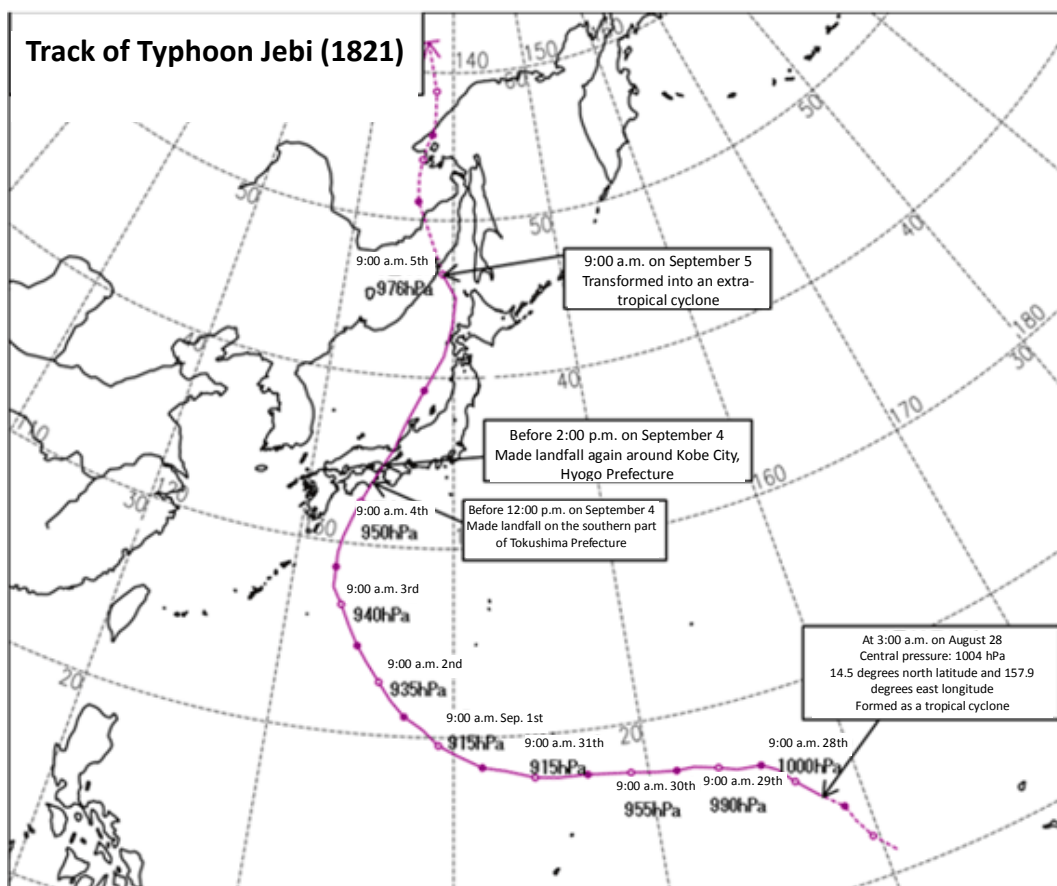 Track of Typhoon Jebi (1821)
140
150
160
60
50
50
50
40
9:00 a.m. 5th
976hPa
9:00 a.m. on September 5
Transformed into an extra-
tropical cyclone
180
50
170
40
40
110
Before 2:00 p.m. on September 4
Made landfall again around Kobe City,
Hyogo Prefecture
160
120
30
30
9:00 a.m. 4th
950hPa
Before 12:00 p.m. on September 4
Made landfall on the southern part
of Tokushima Prefecture
9:00 a.m. 3rd
940hPa
At 3:00 a.m. on August 28
Central pressure: 1004 hPa
14.5 degrees north latitude and 157.9
degrees east longitude
Formed as a tropical cyclone
20
9:00 a.m. 2nd
935hPa
9:00 a.m. Sep. 1st
915hPa
9:00 a.m. 31th
915hPa
20
9:00 a.m. 28th
1000hPa
9:00 a.m. 30th
955hPa
9:00 a.m. 29th
990hPa